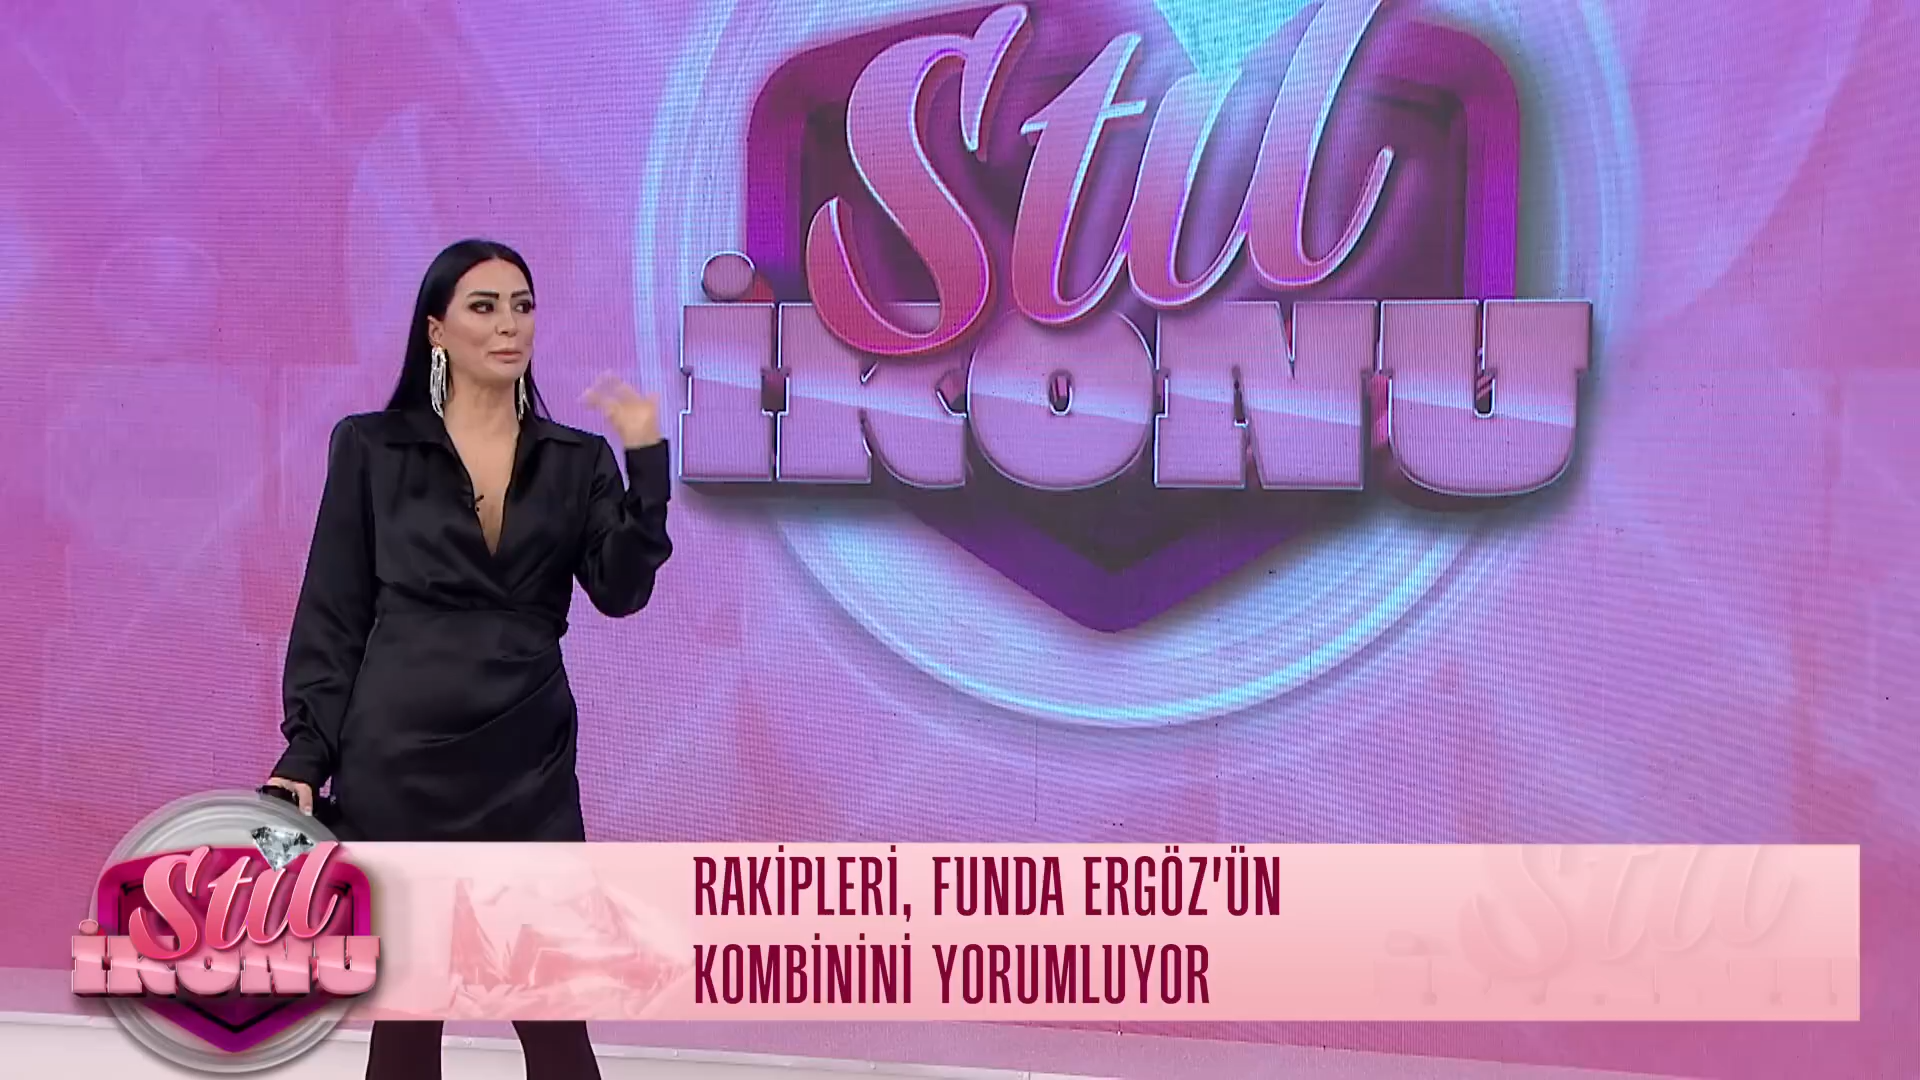 Stil
İKONU
RAKİPLERİ, FUNDA ERGÖZ'ÜN
KOMBİNİNİ YORUMLUYOR
Stil
İKONU